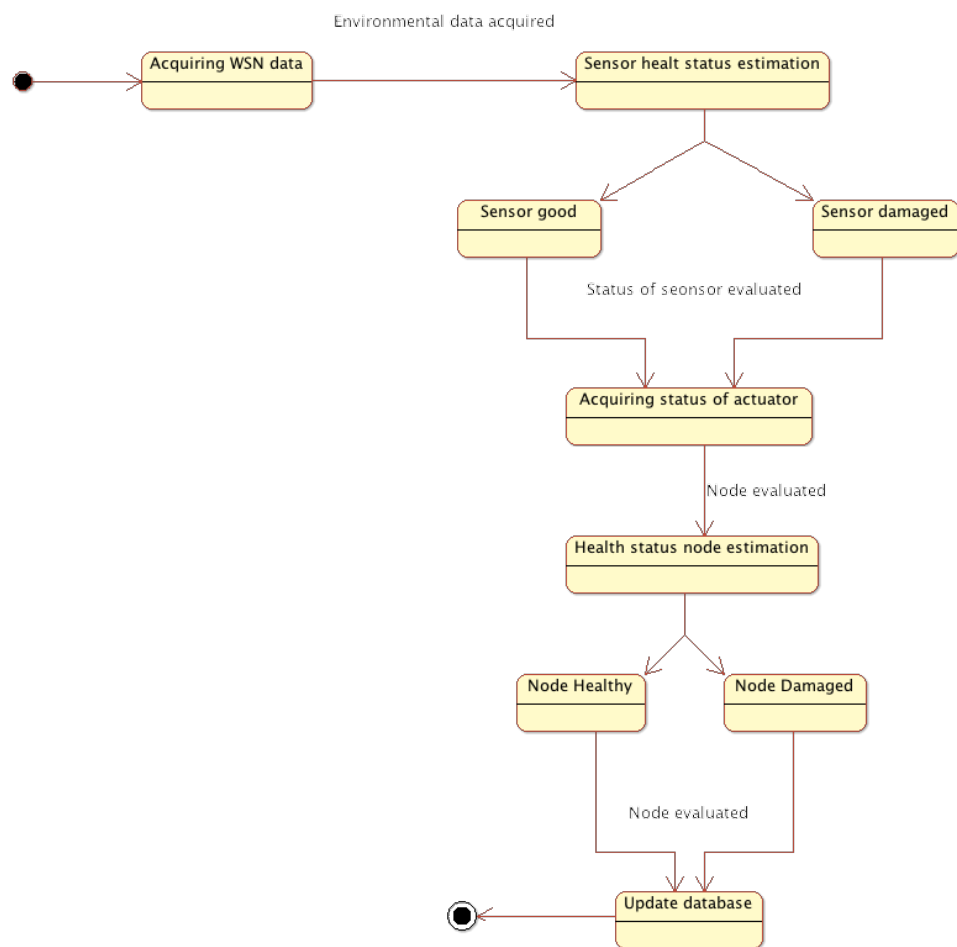 Environmental data acquired
Acquiring WSN data
Sensor healt status estimation
Sensor good
Sensor damaged
Status of seonsor evaluated
Acquiring status of actuator
Node evaluated
Health status node estimation
Node Healthy
Node Damaged
Node evaluated
Update database